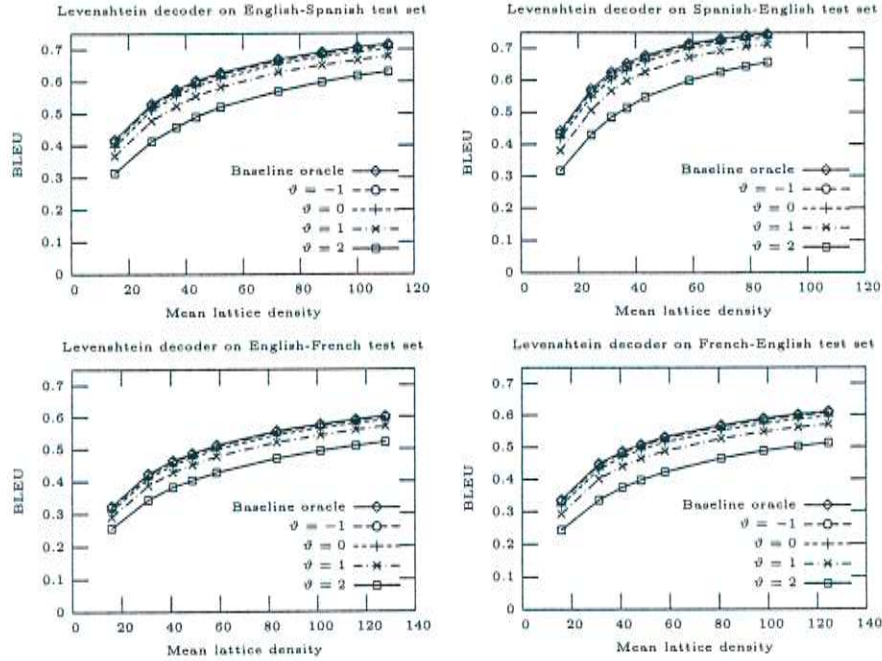 Levenshtein decoder on English-Spanish test set
0.7
0.6
0.5
0.4
0.3
0.2
0.1
0
BLEU
Baseline oracle
ϑ = −1
ϑ = 0
ϑ = 1
ϑ = 2
0 20 40 60 80 100 120
Mean lattice density
Levenshtein decoder on Spanish-English test set
0.7
0.6
0.5
0.4
0.3
0.2
0.1
0
BLEU
Baseline oracle
ϑ = −1
ϑ = 0
ϑ = 1
ϑ = 2
0 20 40 60 80 100 120
Mean lattice density
Levenshtein decoder on English-French test set
0.7
0.6
0.5
0.4
0.3
0.2
0.1
0
BLEU
Baseline oracle
ϑ = −1
ϑ = 0
ϑ = 1
ϑ = 2
0 20 40 60 80 100 120 140
Mean lattice density
Levenshtein decoder on French-English test set
0.7
0.6
0.5
0.4
0.3
0.2
0.1
0
BLEU
Baseline oracle
ϑ = −1
ϑ = 0
ϑ = 1
ϑ = 2
0 20 40 60 80 100 120 140
Mean lattice density